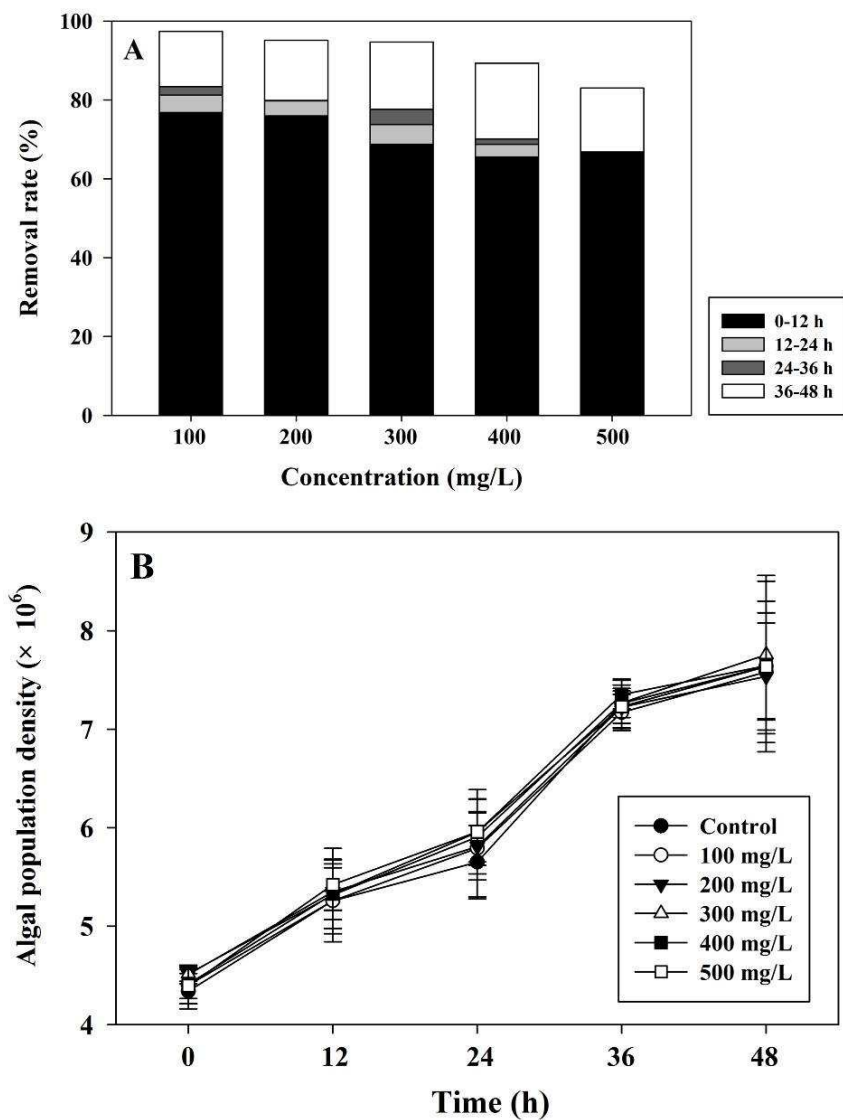 A
100
80
60
40
20
0
Removal rate (%)
100 200 300 400 500
Concentration (mg/L)
0-12 h
12-24 h
24-36 h
36-48 h
B
9
8
7
6
5
4
Algal population density (× 10⁶)
0 12 24 36 48
Time (h)
Control
100 mg/L
200 mg/L
300 mg/L
400 mg/L
500 mg/L